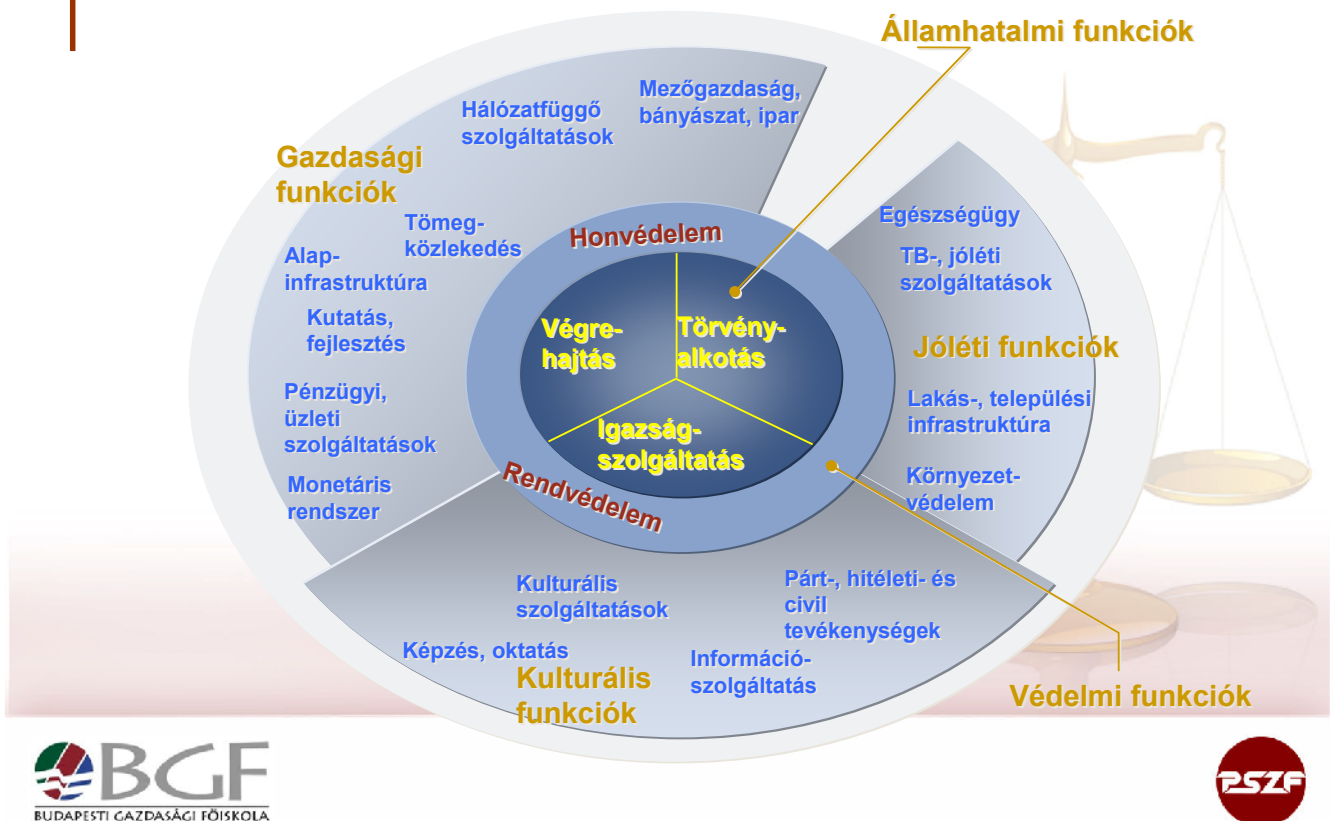 Államhatalmi funkciók
Mezőgazdaság,
bányászat, ipar
Hálózatfüggő
szolgáltatások
Gazdasági
funkciók
Tömeg-
közlekedés
Alap-
infrastruktúra
Kutatás,
fejlesztés
Pénzügyi,
üzleti
szolgáltatások
Monetáris
rendszer
Honvédelem
Végre-
hajtás
Törvény-
alkotás
Igazság-
szolgáltatás
Rendvédelem
Egészségügy
TB-, jóléti
szolgáltatások
Jóléti funkciók
Lakás-, települési
infrastruktúra
Környezet-
védelem
Kulturális
szolgáltatások
Párt-, hitéleti- és
civil
tevékenységek
Képzés, oktatás
Információ-
szolgáltatás
Kulturális
funkciók
Védelmi funkciók
BGF
BUDAPESTI GAZDASÁGI FŐISKOLA
PSZF